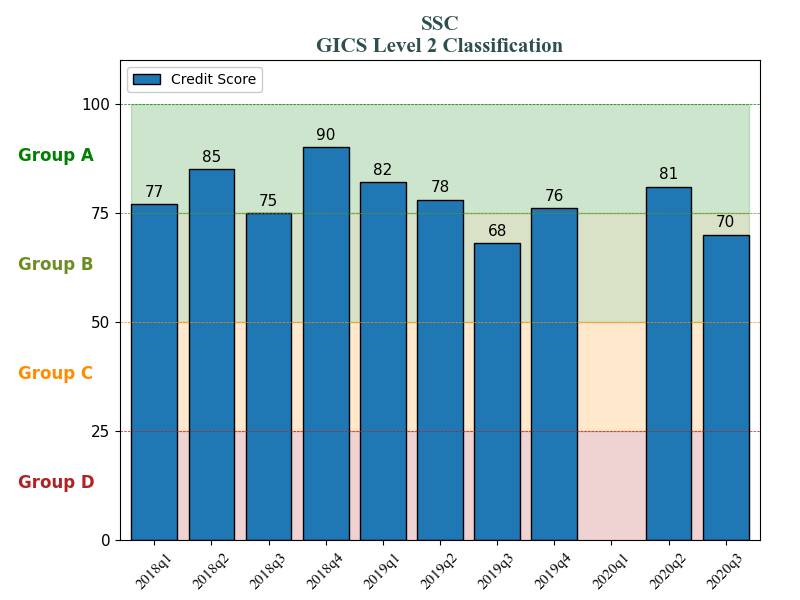 SSC
GICS Level 2 Classification
Credit Score
100
75
50
25
0
Group A
Group B
Group C
Group D
77
85
75
90
82
78
68
76
81
70
2018q1
2018q2
2018q3
2018q4
2019q1
2019q2
2019q3
2019q4
2020q1
2020q2
2020q3